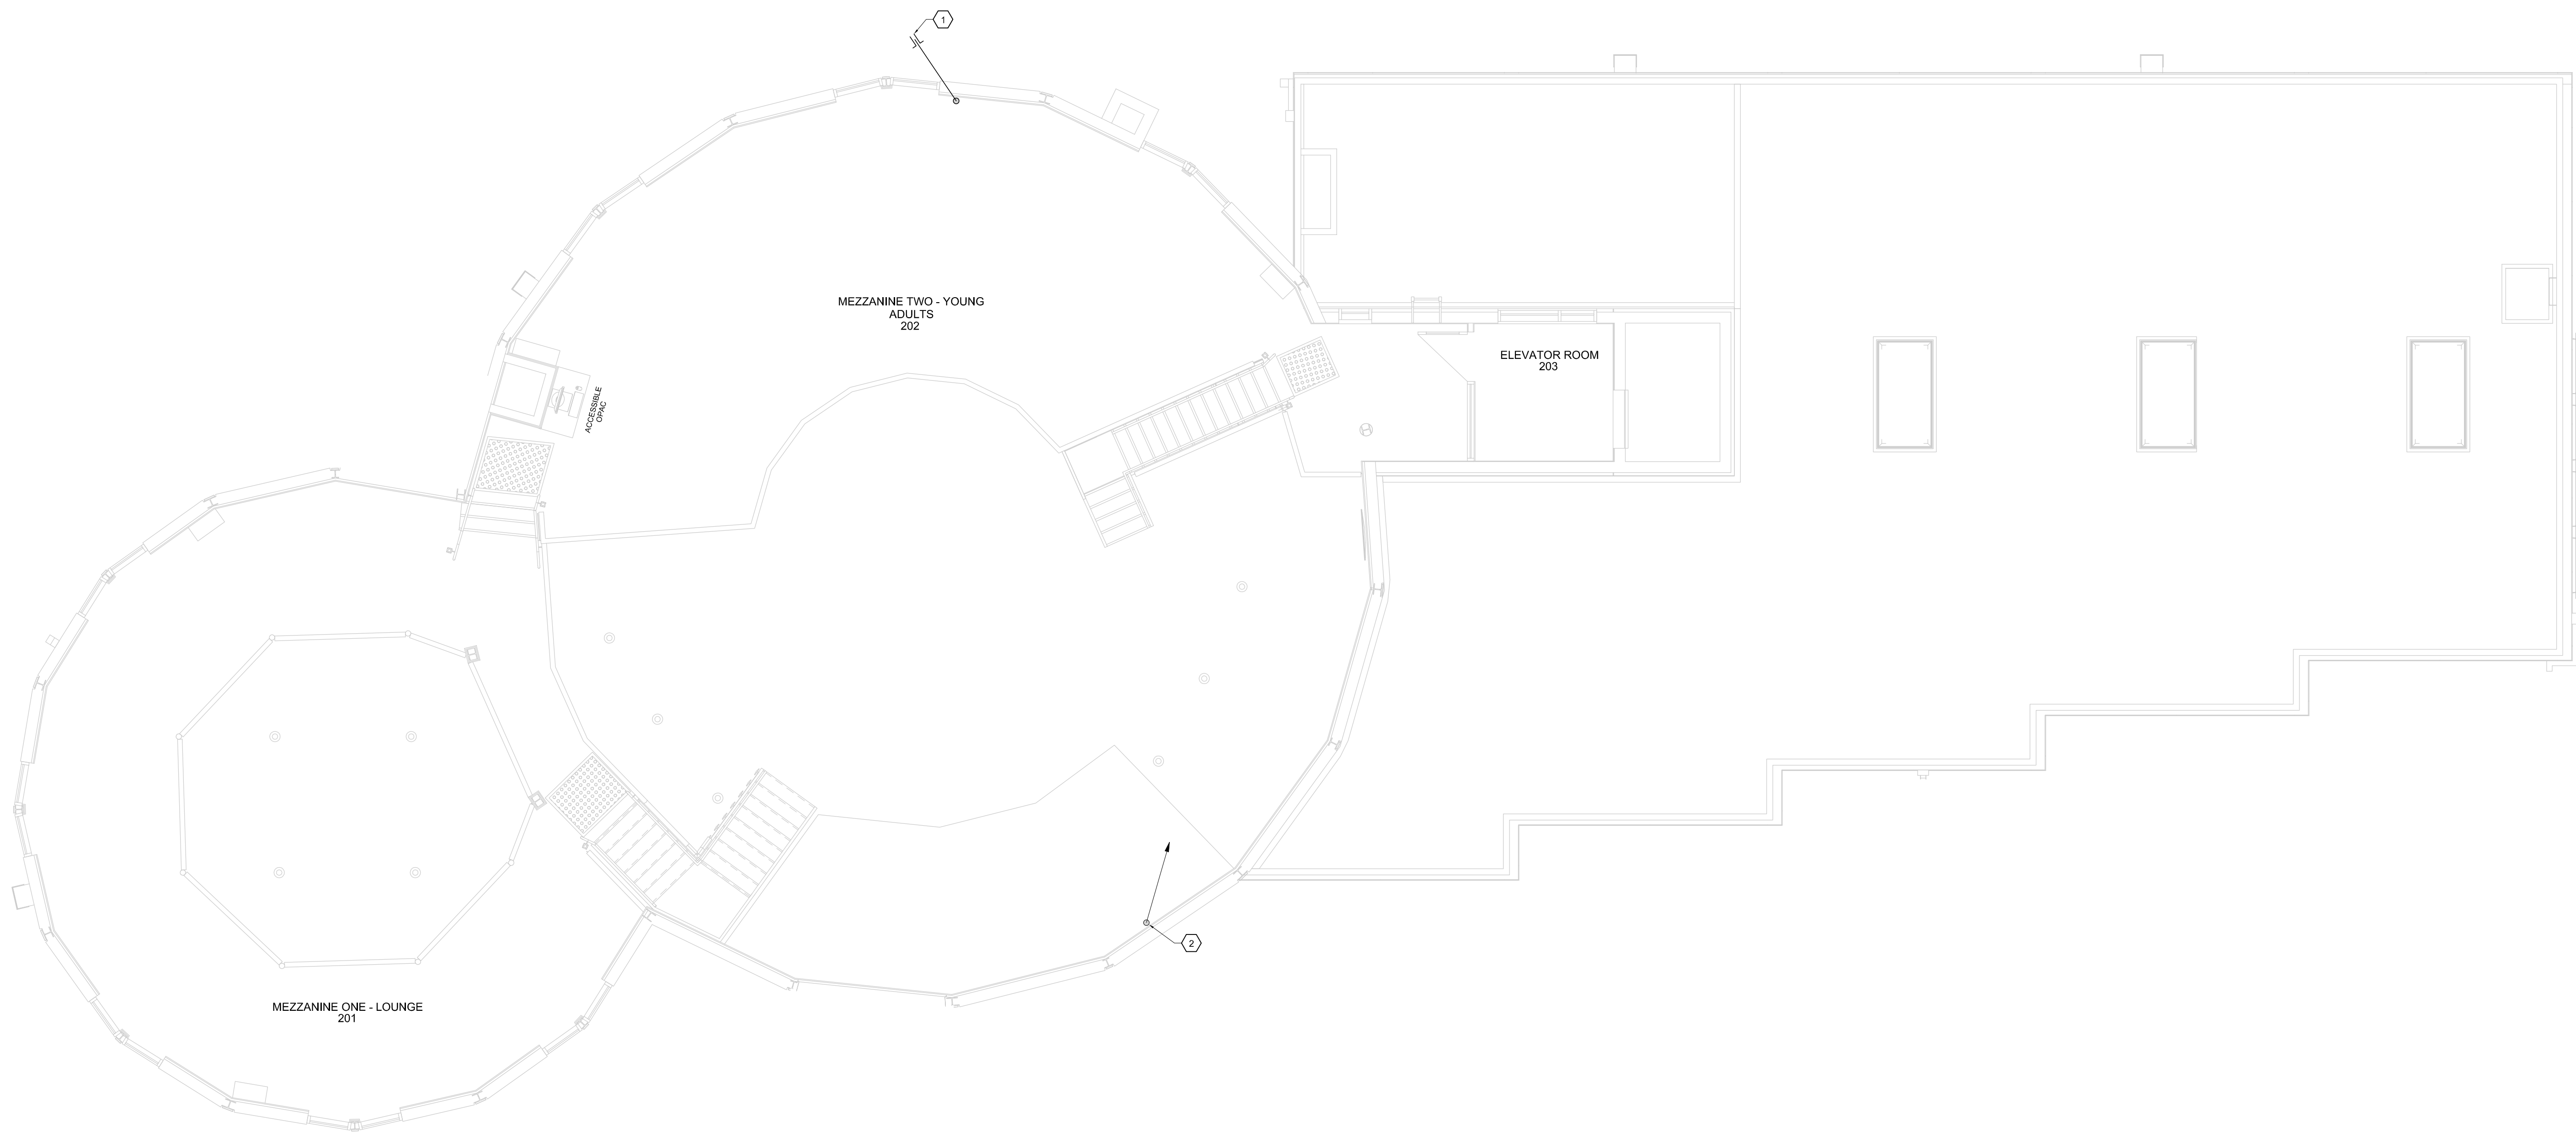 1
MEZZANINE TWO - YOUNG
ADULTS
202
ELEVATOR ROOM
203
ACCESSIBLE
OPAC
2
MEZZANINE ONE - LOUNGE
201